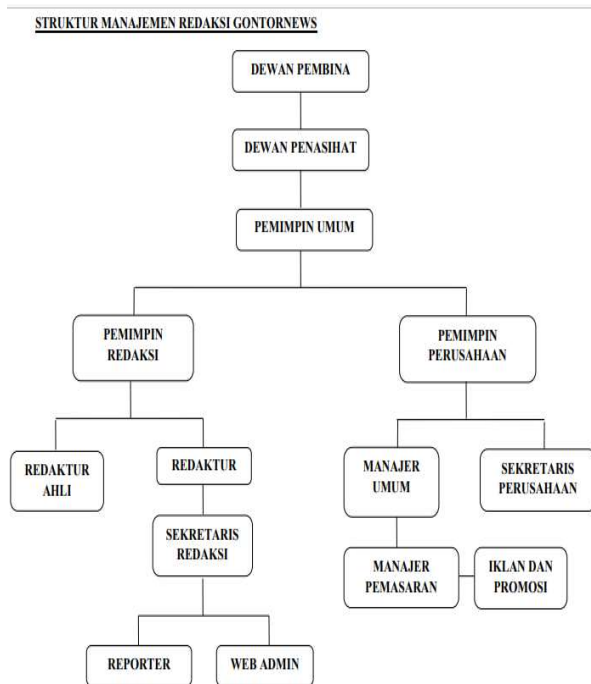 STRUKTUR MANAJEMEN REDAKSI GONTORNEWS
DEWAN PEMBINA
DEWAN PENASIHAT
PEMIMPIN UMUM
PEMIMPIN
REDAKSI
PEMIMPIN
PERUSAHAAN
REDAKTUR
AHLI
REDAKTUR
MANAJER
UMUM
SEKRETARIS
PERUSAHAAN
SEKRETARIS
REDAKSI
MANAJER
PEMASARAN
IKLAN DAN
PROMOSI
REPORTER
WEB ADMIN